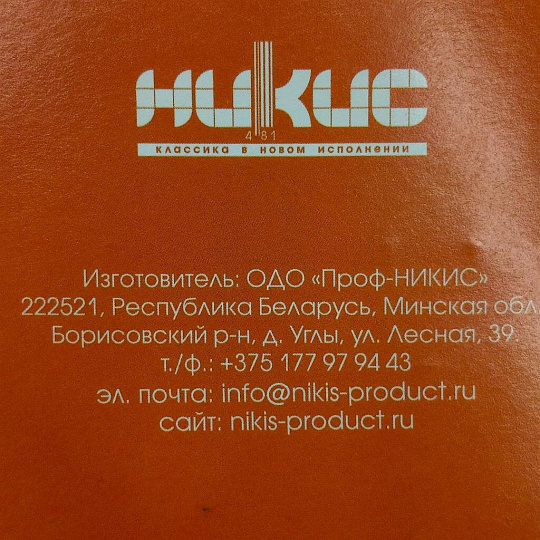 НИКИС
481
КЛАССИКА В НОВОМ ИСПОЛНЕНИИ
Изготовитель: ОДО «Проф-НИКИС»
222521, Республика Беларусь, Минская обл.
Борисовский р-н, д. Углы, ул. Лесная, 39.
т./ф.: +375 177 97 94 43
эл. почта: info@nikis-product.ru
сайт: nikis-product.ru